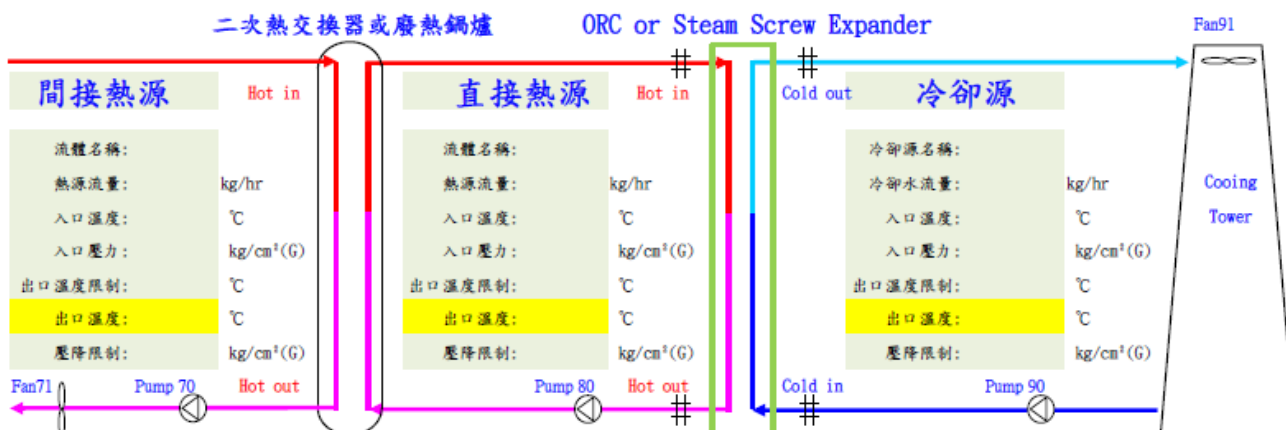 二次熱交換器或廢熱鍋爐
ORC or Steam Screw Expander
Fan91
間接熱源
Hot in
直接熱源
Hot in
Cold out
冷卻源
流體名稱:
流體名稱:
冷卻源名稱:
熱源流量: kg/hr
熱源流量: kg/hr
冷卻水流量: kg/hr
Cooing
入口溫度: ℃
入口溫度: ℃
入口溫度: ℃
Tower
入口壓力: kg/cm²(G)
入口壓力: kg/cm²(G)
入口壓力: kg/cm²(G)
出口溫度限制: ℃
出口溫度限制: ℃
出口溫度限制: ℃
出口溫度: ℃
出口溫度: ℃
出口溫度: ℃
壓降限制: kg/cm²(G)
壓降限制: kg/cm²(G)
壓降限制: kg/cm²(G)
Fan71
Pump 70
Hot out
Pump 80
Hot out
Cold in
Pump 90